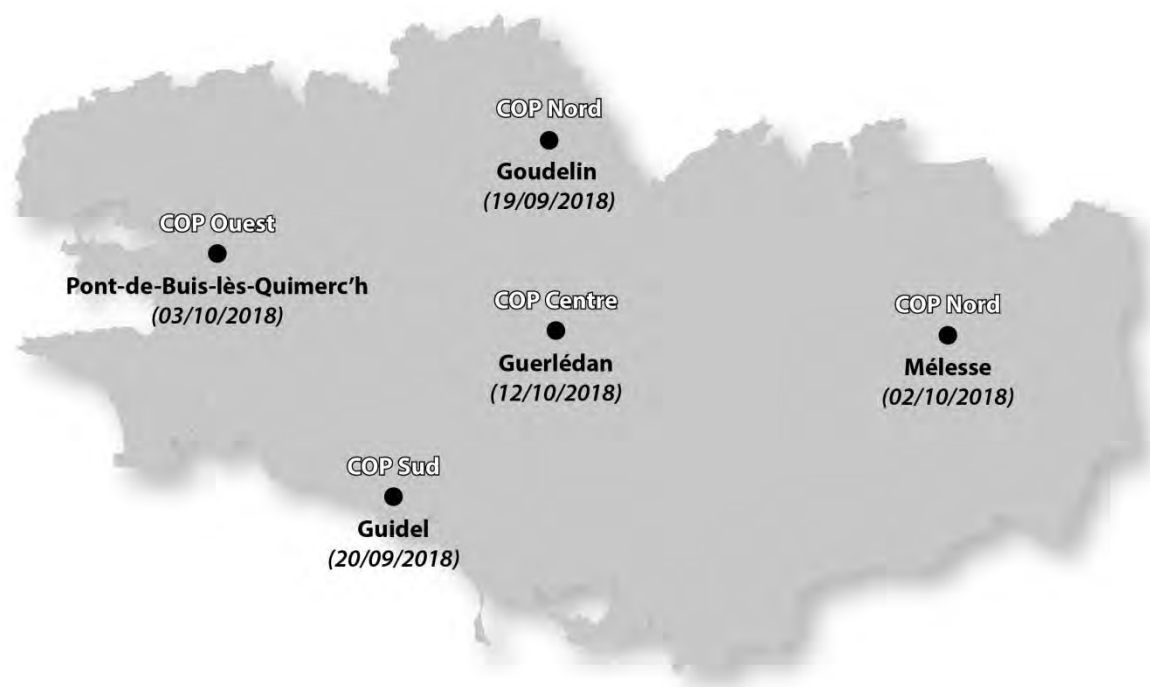 COP Nord
Goudelin
(19/09/2018)
COP Ouest
Pont-de-Buis-lès-Quimerc'h
(03/10/2018)
COP Centre
Guerlédan
(12/10/2018)
COP Nord
Mélesse
(02/10/2018)
COP Sud
Guidel
(20/09/2018)